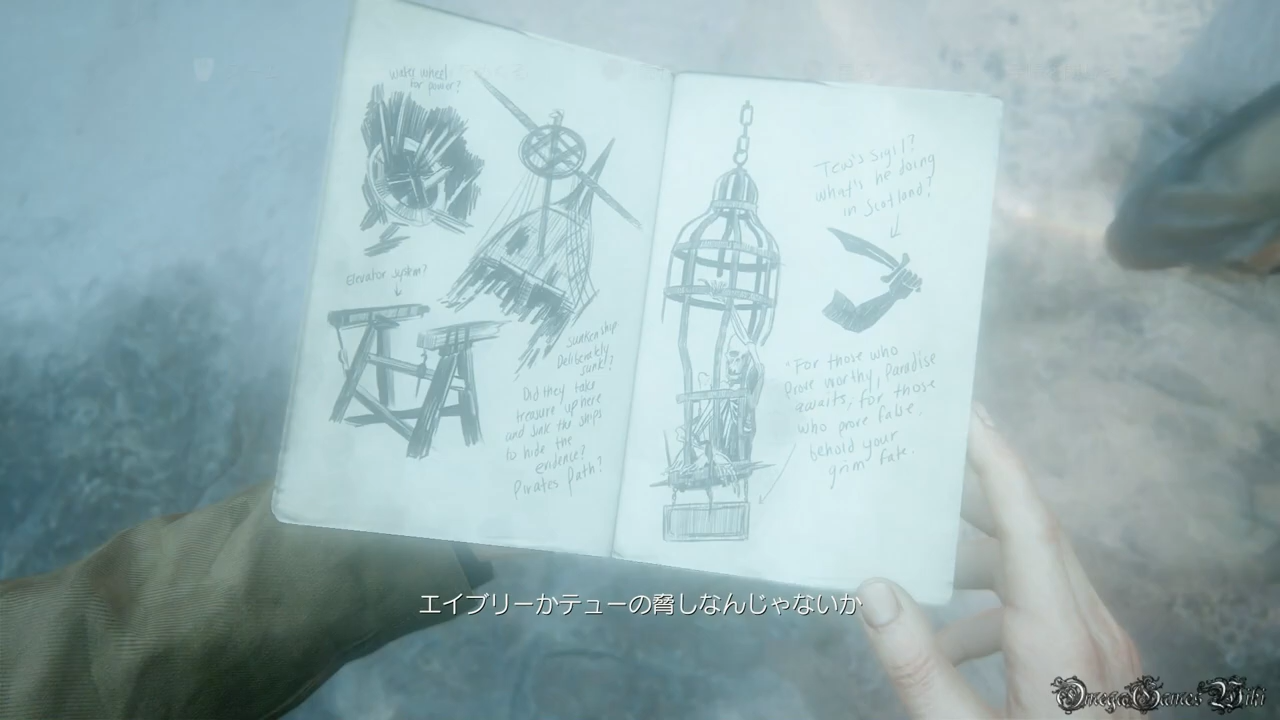 water wheel
for power?
Elevator System?
Sunken ship
Deliberately
sunk!?
Did they take
treasure up here
and sink the ships
to hide the
evidence?
Pirates Path?
Tew's Sigil?
what's he doing
in Scotland?
"For those who
Prove worthy, Paradise
awaits, for those
who prove false,
behold your
grim fate.
エイブリーかテューの脅しなんじゃないか
OmegaGames Wiki